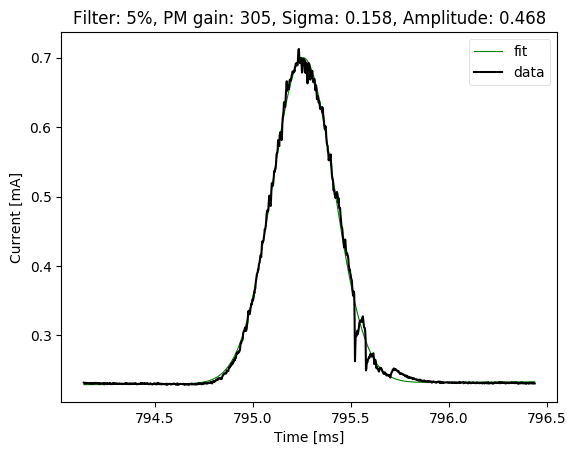 Filter: 5%, PM gain: 305, Sigma: 0.158, Amplitude: 0.468
fit
data
0.7
0.6
0.5
0.4
0.3
Current [mA]
794.5
795.0
795.5
796.0
796.5
Time [ms]